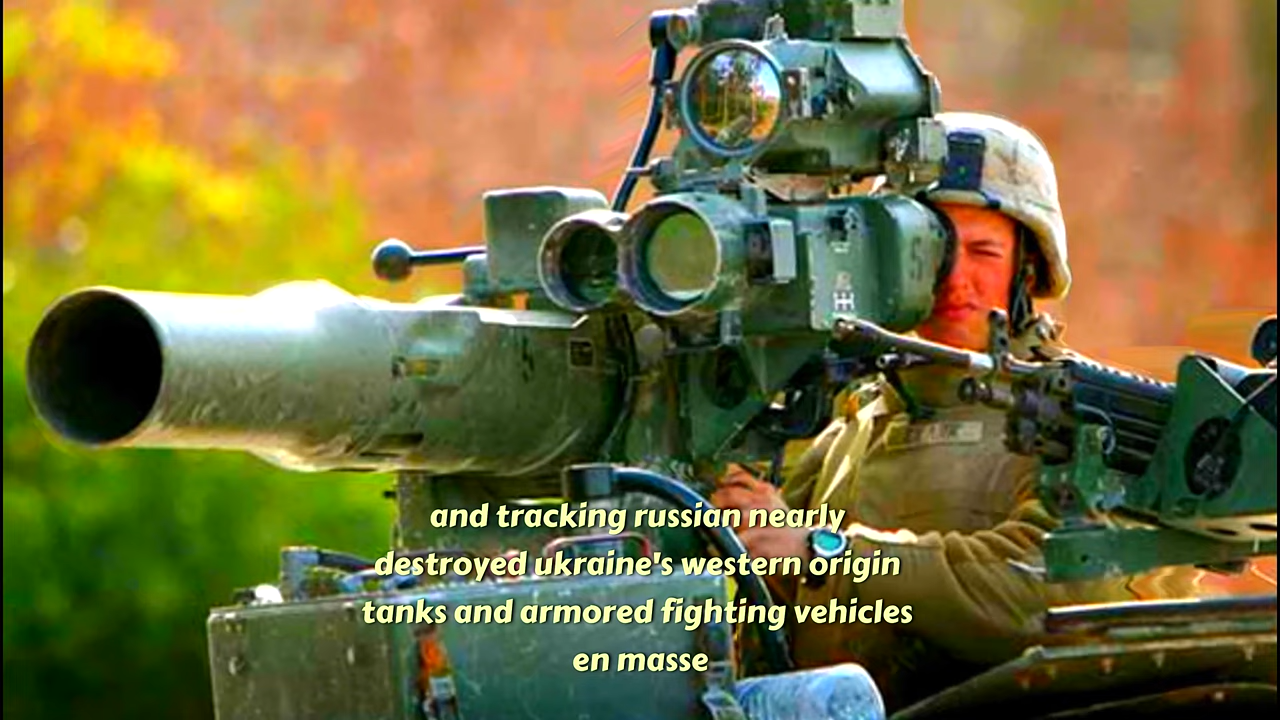 and tracking russian nearly
destroyed ukraine's western origin
tanks and armored fighting vehicles
en masse